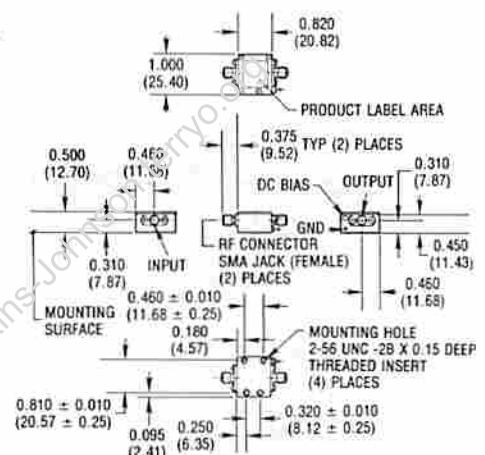 0.820
(20.82)
1.000
(25.40)
PRODUCT LABEL AREA
0.375
(9.52)
TYP (2) PLACES
0.500
(12.70)
0.460
DC BIAS
OUTPUT
0.310
(7.87)
GND
0.450
(11.43)
0.310
(7.87)
INPUT
RF CONNECTOR
SMA JACK (FEMALE)
(2) PLACES
0.460
(11.68)
MOUNTING
SURFACE
0.460 ± 0.010
(11.68 ± 0.25)
0.180
(4.57)
MOUNTING HOLE
2-56 UNC -2B X 0.15 DEEP
THREADED INSERT
(4) PLACES
0.810 ± 0.010
(20.57 ± 0.25)
0.320 ± 0.010
(8.12 ± 0.25)
0.095
(2.41)
0.250
(6.35)